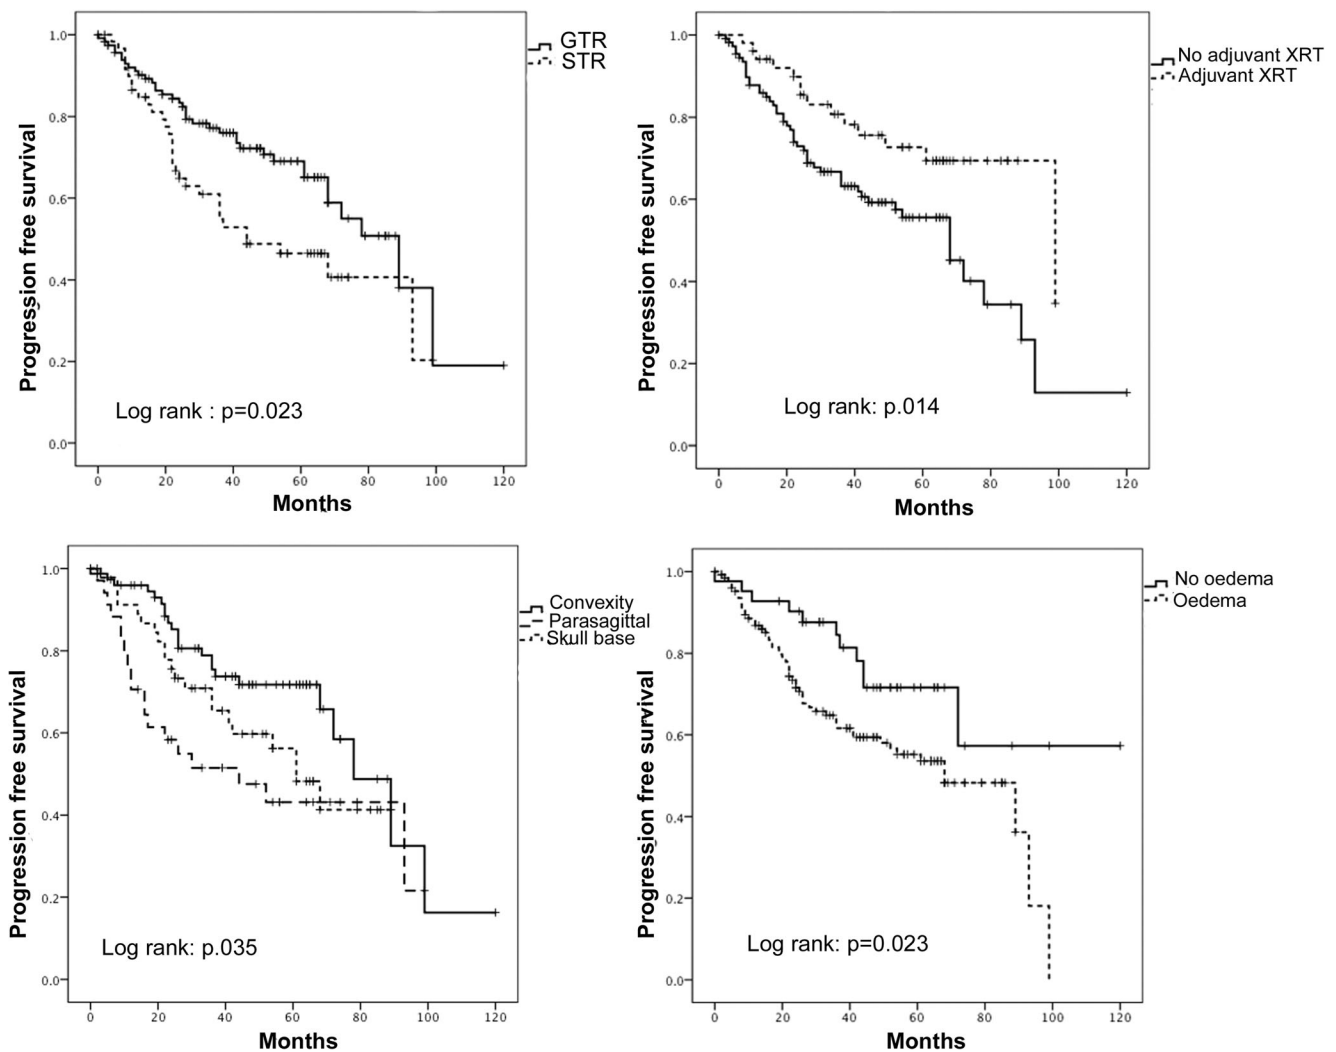 1.0
0.8
0.6
0.4
0.2
0.0
Progression free survival
GTR
STR
Log rank : p=0.023
0 20 40 60 80 100 120
Months
1.0
0.8
0.6
0.4
0.2
0.0
Progression free survival
No adjuvant XRT
Adjuvant XRT
Log rank: p.014
0 20 40 60 80 100 120
Months
1.0
0.8
0.6
0.4
0.2
0.0
Progression free survival
Convexity
Parasagittal
Skull base
Log rank: p.035
0 20 40 60 80 100 120
Months
1.0
0.8
0.6
0.4
0.2
0.0
Progression free survival
No oedema
Oedema
Log rank: p=0.023
0 20 40 60 80 100 120
Months